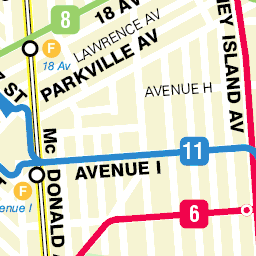 8
18 AV
LAWRENCE AV
F
18 Av
PARKVILLE AV
AVENUE H
EY ISLAND AV
ST
Mc DONALD A
11
AVENUE I
F
venue I
6